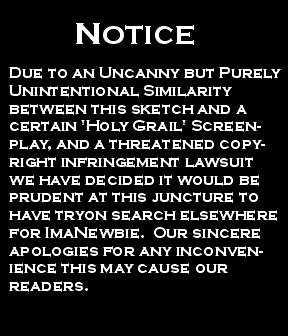 Notice
Due to an Uncanny but Purely
Unintentional Similarity
between this sketch and a
certain 'Holy Grail' Screen-
play, and a threatened copy-
right infringement lawsuit
we have decided it would be
prudent at this juncture to
have tryon search elsewhere
for ImaNewbie. Our sincere
apologies for any inconven-
ience this may cause our
readers.